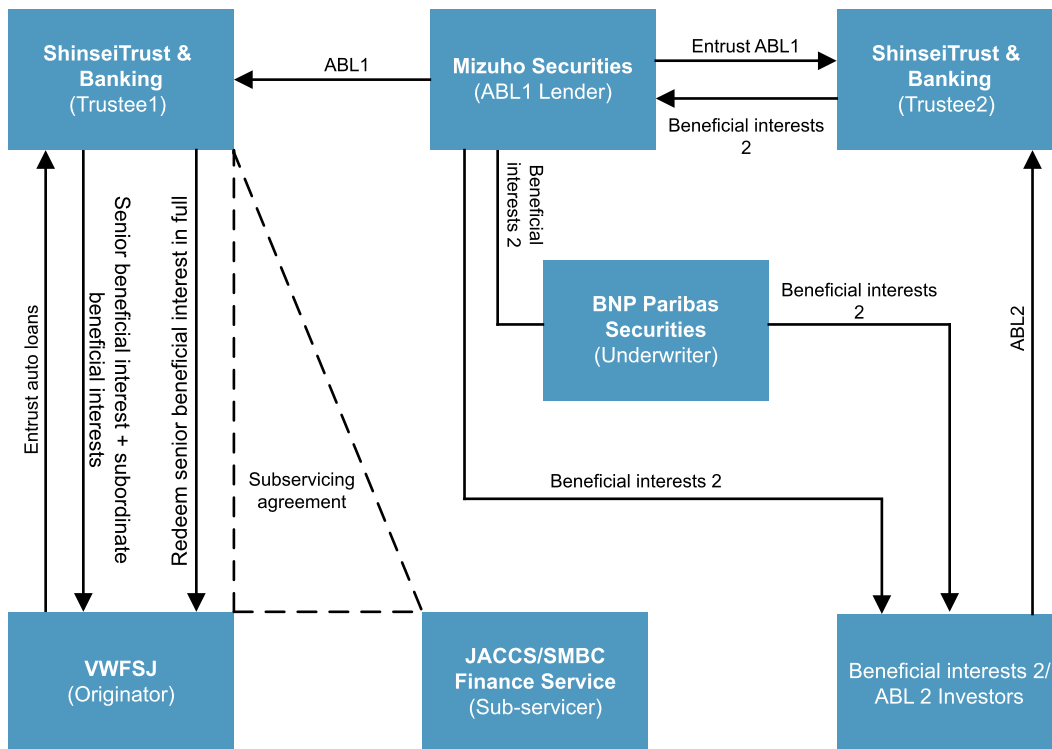 ShinseiTrust &
Banking
(Trustee1)
ABL1
Mizuho Securities
(ABL1 Lender)
Entrust ABL1
Beneficial interests
2
ShinseiTrust &
Banking
(Trustee2)
Entrust auto loans
Senior beneficial interest + subordinate
beneficial interests
Redeem senior beneficial interest in full
Subservicing
agreement
Beneficial
interests 2
BNP Paribas
Securities
(Underwriter)
Beneficial interests
2
ABL2
Beneficial interests 2
VWFSJ
(Originator)
JACCS/SMBC
Finance Service
(Sub-servicer)
Beneficial interests 2/
ABL 2 Investors